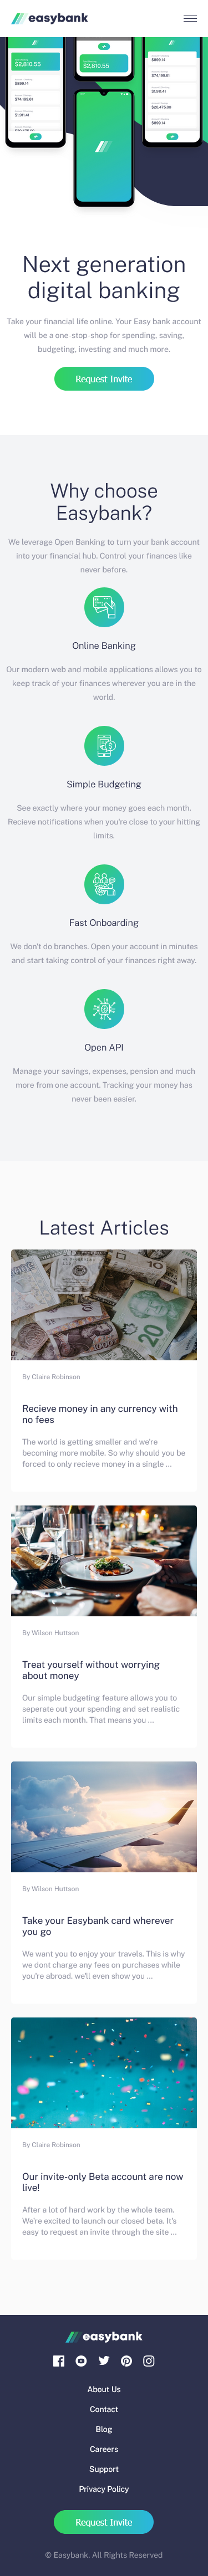 easybank
$2,810.55
$2,810.55
Next generation
digital banking
Take your financial life online. Your Easy bank account
will be a one-stop-shop for spending, saving,
budgeting, investing and much more.
Request Invite
Why choose
Easybank?
We leverage Open Banking to turn your bank account
into your financial hub. Control your finances like
never before.
Online Banking
Our modern web and mobile applications allows you to
keep track of your finances wherever you are in the
world.
Simple Budgeting
See exactly where your money goes each month.
Recieve notifications when you're close to your hitting
limits.
Fast Onboarding
We don't do branches. Open your account in minutes
and start taking control of your finances right away.
Open API
Manage your savings, expenses, pension and much
more from one account. Tracking your money has
never been easier.
Latest Articles
By Claire Robinson
Recieve money in any currency with
no fees
The world is getting smaller and we're
becoming more mobile. So why should you be
forced to only recieve money in a single ...
By Wilson Huttson
Treat yourself without worrying
about money
Our simple budgeting feature allows you to
seperate out your spending and set realistic
limits each month. That means you ...
By Wilson Huttson
Take your Easybank card wherever
you go
We want you to enjoy your travels. This is why
we dont charge any fees on purchases while
you're abroad. we'll even show you ...
By Claire Robinson
Our invite-only Beta account are now
live!
After a lot of hard work by the whole team.
We're excited to launch our closed beta. It's
easy to request an invite through the site ...
easybank
About Us
Contact
Blog
Careers
Support
Privacy Policy
Request Invite
© Easybank. All Rights Reserved